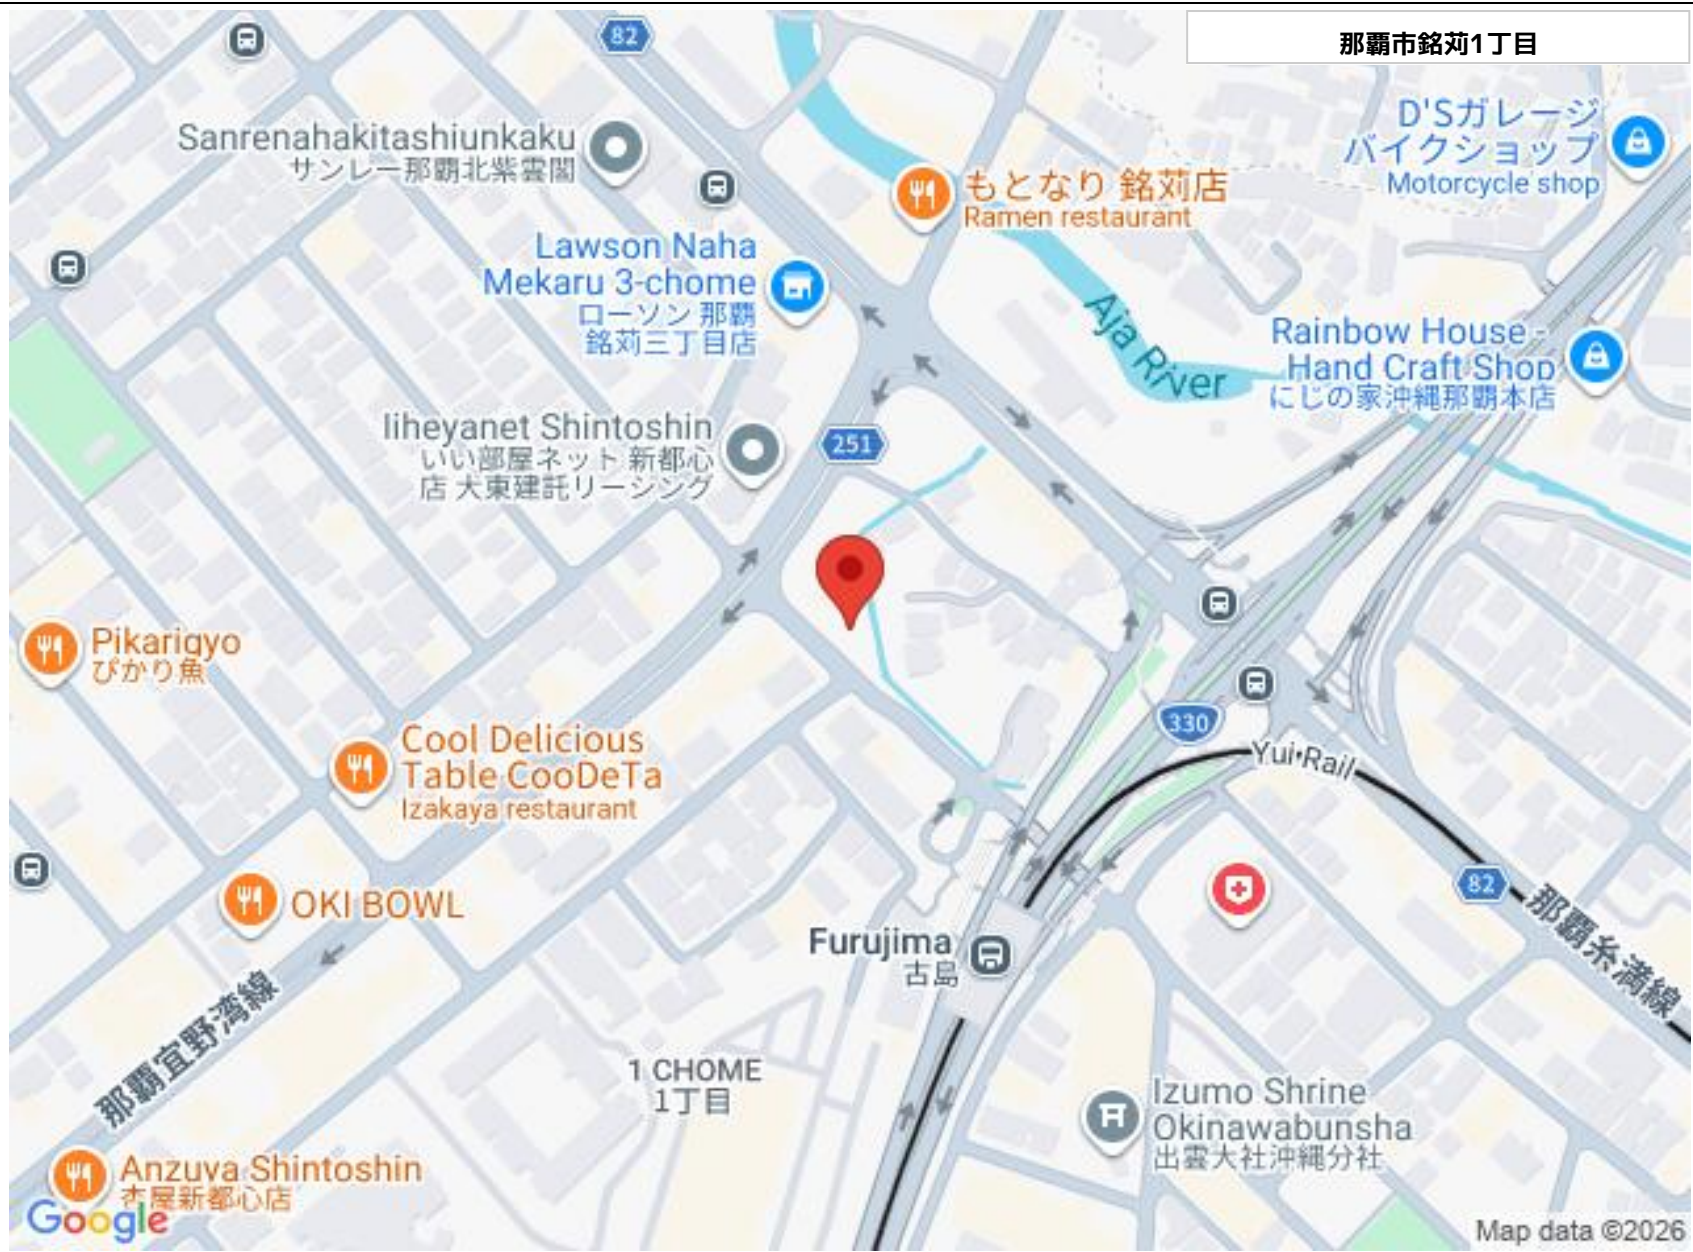 那覇市銘苅1丁目
82
Sanrenahakitashiunkaku
サンレー那覇北紫雲閣
D'Sガレージ
バイクショップ
Motorcycle shop
もとなり 銘苅店
Ramen restaurant
Lawson Naha
Mekaru 3-chome
ローソン 那覇
銘苅三丁目店
Aja River
Rainbow House -
Hand Craft Shop
にじの家沖縄那覇本店
Iiheyanet Shintoshin
いい部屋ネット 新都心
店 大東建託リーシング
251
Pikarigyo
ぴかり魚
Cool Delicious
Table CooDeTa
Izakaya restaurant
330
Yui Rail
OKI BOWL
82
那覇糸満線
Furujima
古島
那覇宜野湾線
1 CHOME
1丁目
Izumo Shrine
Okinawabunsha
出雲大社沖縄分社
Anzuya Shintoshin
杏屋新都心店
Google
Map data ©2026